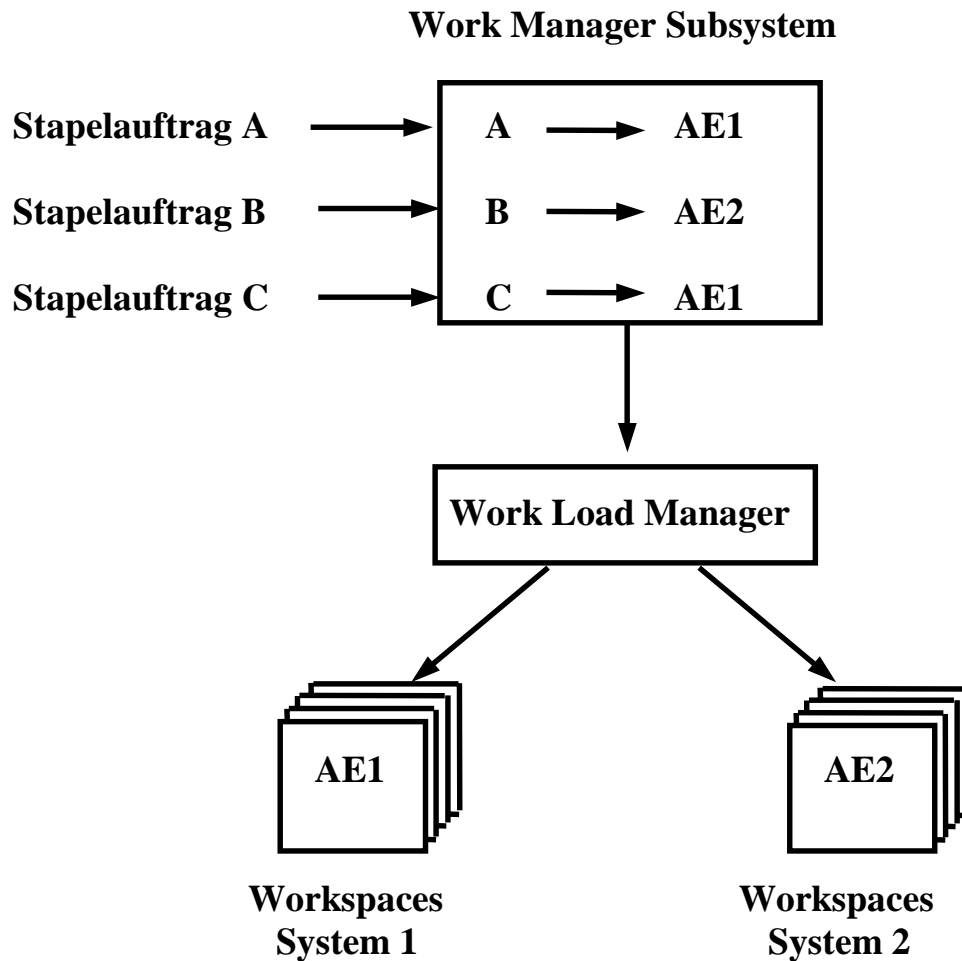 Work Manager Subsystem
Stapelauftrag A A AE1
Stapelauftrag B B AE2
Stapelauftrag C C AE1
Work Load Manager
AE1 AE2
Workspaces Workspaces
System 1 System 2